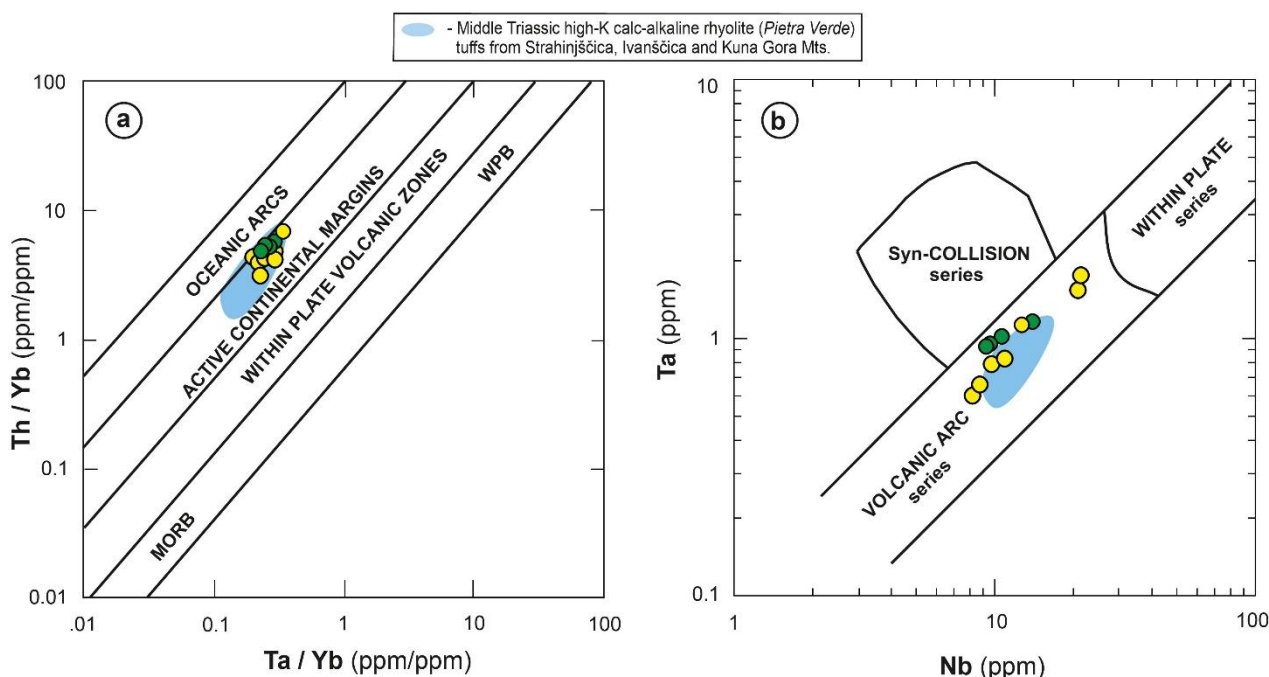 - Middle Triassic high-K calc-alkaline rhyolite (Pietra Verde)
tuffs from Strahinjščica, Ivanščica and Kuna Gora Mts.
a
100
10
1
0.1
0.01
Th / Yb (ppm/ppm)
OCEANIC ARCS
ACTIVE CONTINENTAL MARGINS
WITHIN PLATE VOLCANIC ZONES
WPB
MORB
.01
0.1
1
10
100
Ta / Yb (ppm/ppm)
b
10
1
0.1
Ta (ppm)
Syn-COLLISION
series
WITHIN PLATE
series
VOLCANIC ARC
series
1
10
100
Nb (ppm)